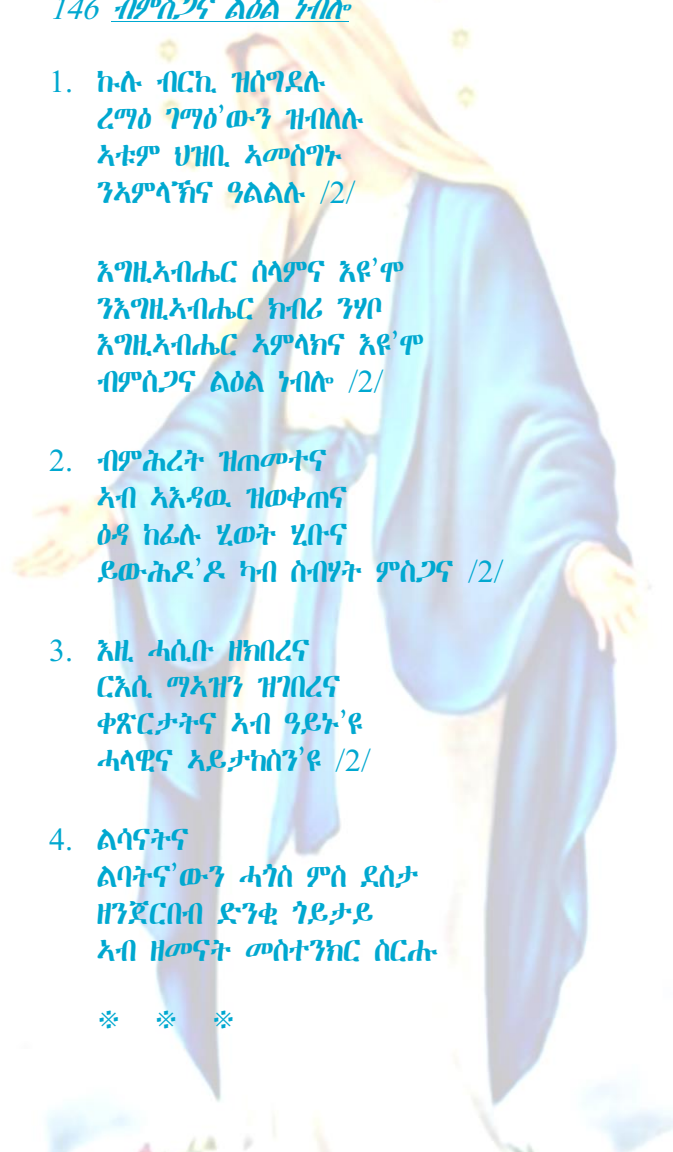 146 ብምስጋና ልዕል ነብሎ
1. ኩሉ ብርኪ ዝሰግደሉ
ረማዕ ገማዕ’ውን ዝብለሉ
ኣቱም ህዝቢ ኣመስግኑ
ንኣምላኽና ዓልልሉ /2/
እግዚኣብሔር ሰላምና እዩ’ሞ
ንእግዚኣብሔር ክብሪ ንሃቦ
እግዚኣብሔር ኣምላክና እዩ’ሞ
ብምስጋና ልዕል ነብሎ /2/
2. ብምሕረት ዝጠመተና
ኣብ ኣእዳዉ ዝወቀጠና
ዕዳ ከፊሉ ሂወት ሂቡና
ይውሕዶ’ዶ ካብ ስብሃት ምስጋና /2/
3. እዚ ሓሲቡ ዘክበረና
ርእሲ ማኣዝን ዝገበረና
ቀጽርታትና ኣብ ዓይኑ’ዩ
ሓላዊና ኣይታከስን’ዩ /2/
4. ልሳናትና
ልባትና’ውን ሓጎስ ምስ ደስታ
ዘንጀርበብ ድንቂ ጎይታይ
ኣብ ዘመናት መስተንክር ስርሑ
※ ※ ※